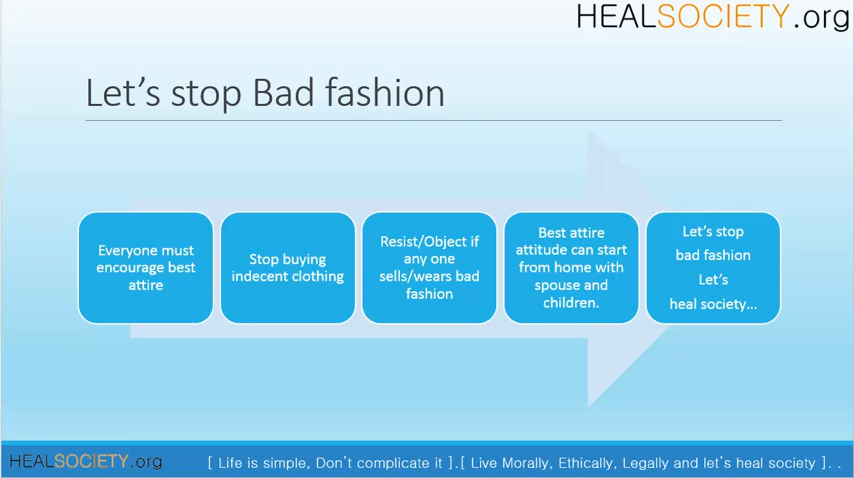 HEALSOCIETY.org
Let's stop Bad fashion
Everyone must
encourage best
attire
Stop buying
indecent clothing
Resist/Object if
any one
sells/wears bad
fashion
Best attire
attitude can start
from home with
spouse and
children.
Let's stop
bad fashion
Let's
heal society...
HEALSOCIETY.org
[ Life is simple, Don't complicate it ].[ Live Morally, Ethically, Legally and let's heal society ]. .